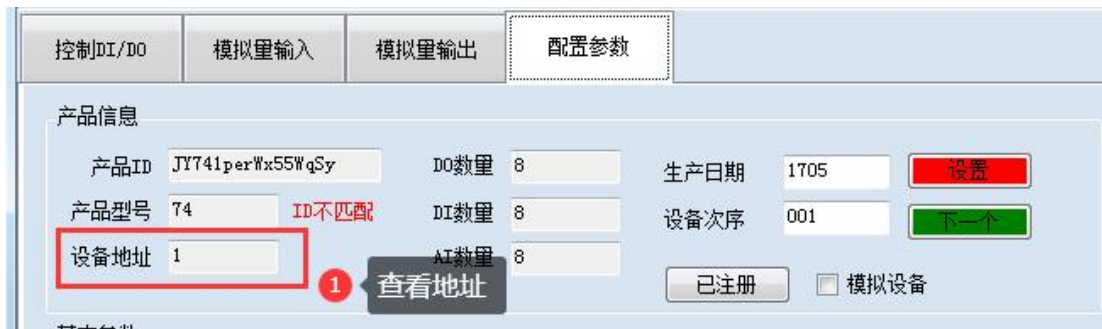 控制DI/DO 模拟量输入 模拟量输出 配置参数
产品信息
产品ID JY741perWx55WqSy DO数量 8 生产日期 1705 设置
产品型号 74 ID不匹配 DI数量 8 设备次序 001 下一个
设备地址 1 AI数量 8
1 查看地址 已注册 模拟设备
基本参数